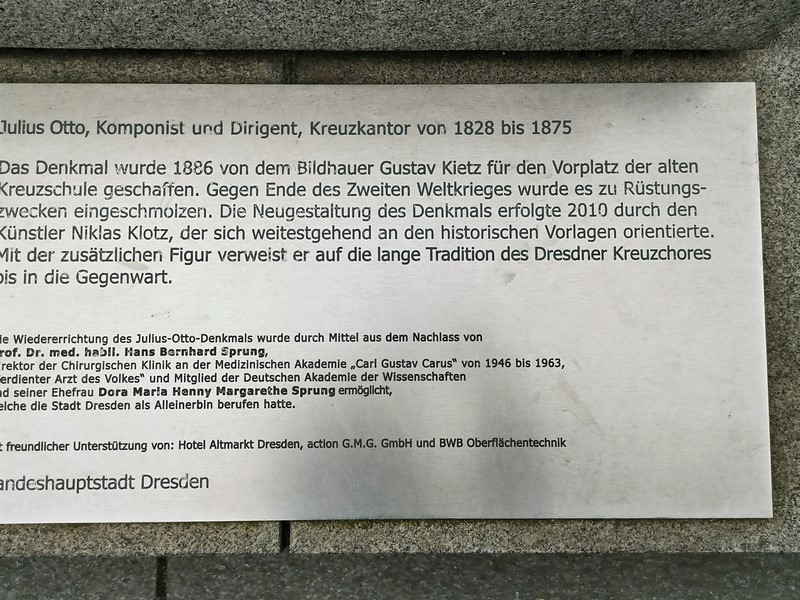 Julius Otto, Komponist und Dirigent, Kreuzkantor von 1828 bis 1875
Das Denkmal wurde 1886 von dem Bildhauer Gustav Kietz für den Vorplatz der alten
Kreuzschule geschaffen. Gegen Ende des Zweiten Weltkrieges wurde es zu Rüstungs-
zwecken eingeschmolzen. Die Neugestaltung des Denkmals erfolgte 2010 durch den
Künstler Niklas Klotz, der sich weitestgehend an den historischen Vorlagen orientierte.
Mit der zusätzlichen Figur verweist er auf die lange Tradition des Dresdner Kreuzchores
bis in die Gegenwart.
ie Wiedererrichtung des Julius-Otto-Denkmals wurde durch Mittel aus dem Nachlass von
rof. Dr. med. habil. Hans Bernhard Sprung,
rektor der Chirurgischen Klinik an der Medizinischen Akademie „Carl Gustav Carus“ von 1946 bis 1963,
erdienter Arzt des Volkes“ und Mitglied der Deutschen Akademie der Wissenschaften
nd seiner Ehefrau Dora Maria Henny Margarethe Sprung ermöglicht,
elche die Stadt Dresden als Alleinerbin berufen hatte.
t freundlicher Unterstützung von: Hotel Altmarkt Dresden, action G.M.G. GmbH und BWB Oberflächentechnik
andeshauptstadt Dresden